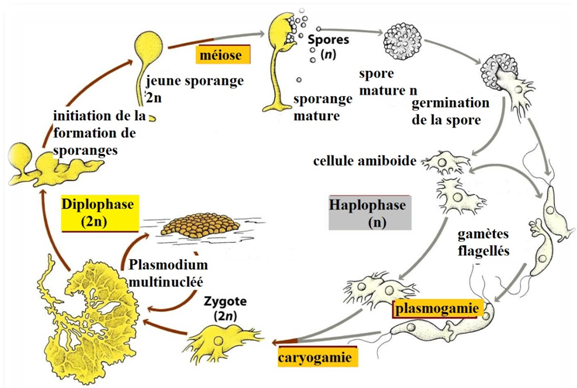 méiose
Spores
(n)
jeune sporange
2n
sporange
mature
spore
mature n
germination
de la spore
initiation de la
formation de
sporanges
cellule amiboide
Diplophase
(2n)
Haplophase
(n)
gamètes
flagellés
Plasmodium
multinucléé
Zygote
(2n)
plasmogamie
caryogamie